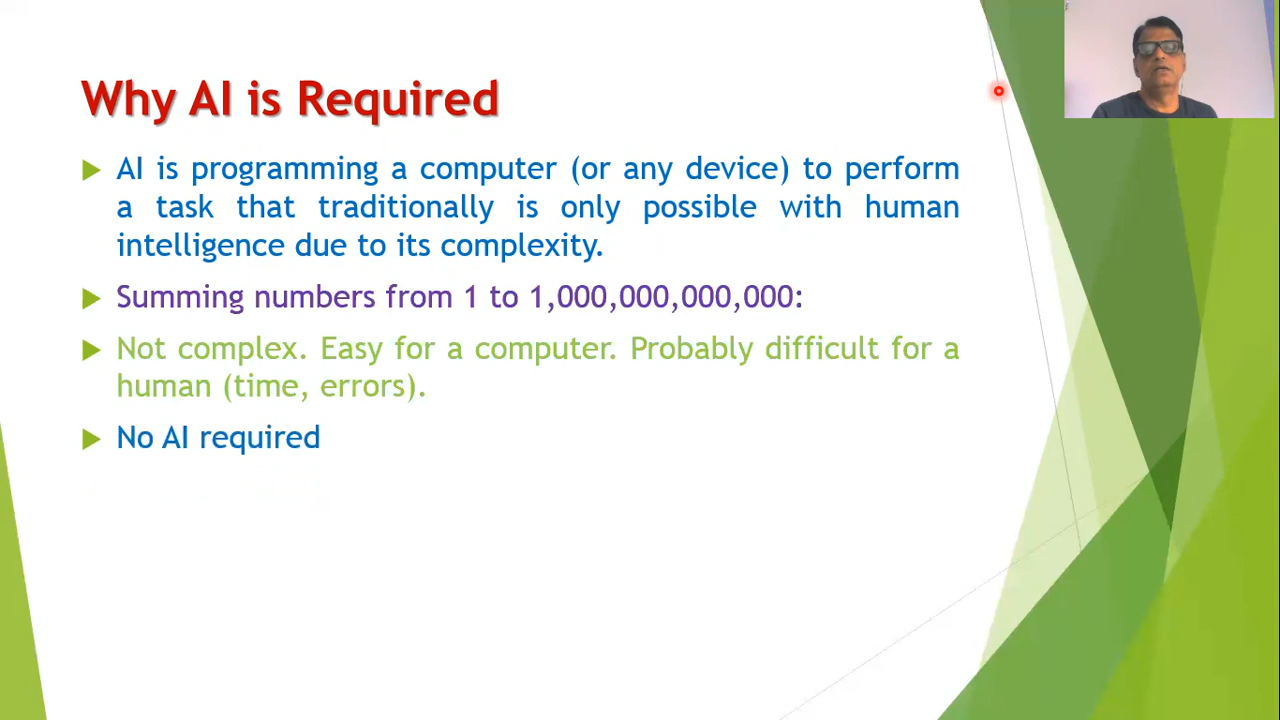 Why AI is Required
AI is programming a computer (or any device) to perform
a task that traditionally is only possible with human
intelligence due to its complexity.
Summing numbers from 1 to 1,000,000,000,000:
Not complex. Easy for a computer. Probably difficult for a
human (time, errors).
No AI required